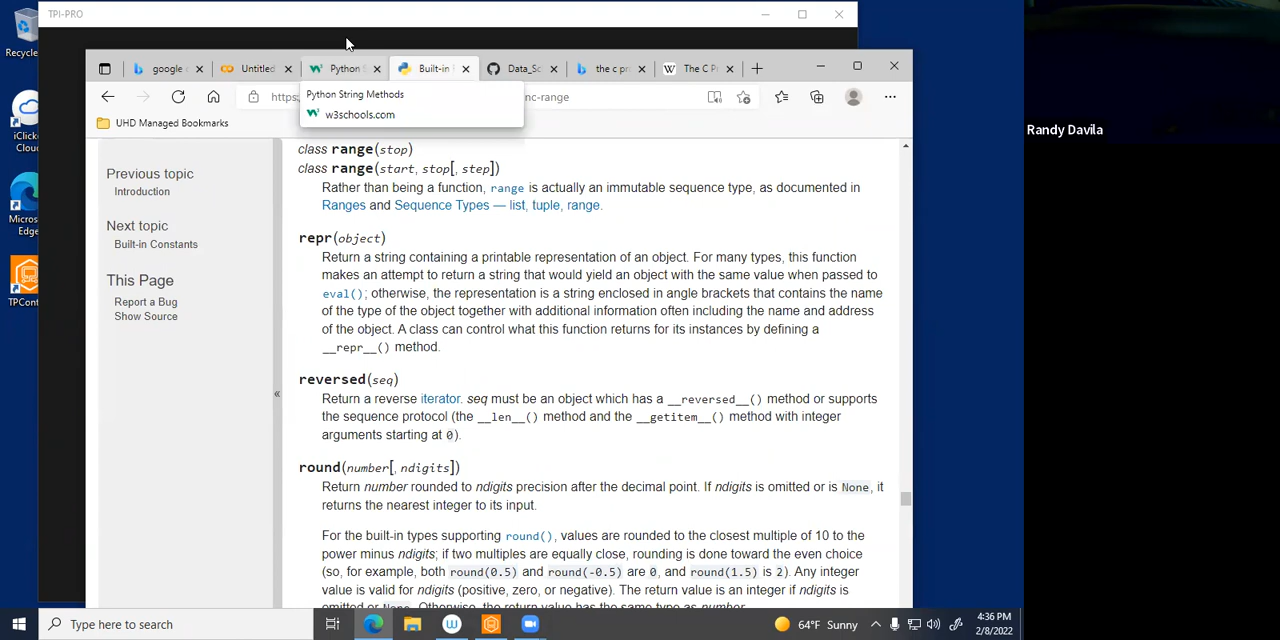 TPI-PRO
Recycle
google c
Untitled
Python S
Built-in F
Data_Sc
the c pr
The C P
https:
nc-range
Python String Methods
w3schools.com
UHD Managed Bookmarks
iClicker
Cloud
Microsoft
Edge
TPCont
Previous topic
Introduction
Next topic
Built-in Constants
This Page
Report a Bug
Show Source
«
class range(stop)
class range(start, stop[, step])
Rather than being a function, range is actually an immutable sequence type, as documented in
Ranges and Sequence Types — list, tuple, range.
repr(object)
Return a string containing a printable representation of an object. For many types, this function
makes an attempt to return a string that would yield an object with the same value when passed to
eval(); otherwise, the representation is a string enclosed in angle brackets that contains the name
of the type of the object together with additional information often including the name and address
of the object. A class can control what this function returns for its instances by defining a
__repr__() method.
reversed(seq)
Return a reverse iterator. seq must be an object which has a __reversed__() method or supports
the sequence protocol (the __len__() method and the __getitem__() method with integer
arguments starting at 0).
round(number[, ndigits])
Return number rounded to ndigits precision after the decimal point. If ndigits is omitted or is None, it
returns the nearest integer to its input.
For the built-in types supporting round(), values are rounded to the closest multiple of 10 to the
power minus ndigits; if two multiples are equally close, rounding is done toward the even choice
(so, for example, both round(0.5) and round(-0.5) are 0, and round(1.5) is 2). Any integer
value is valid for ndigits (positive, zero, or negative). The return value is an integer if ndigits is
omitted or None. Otherwise, the return value has the same type as number.
Randy Davila
Type here to search
64°F Sunny
4:36 PM
2/8/2022